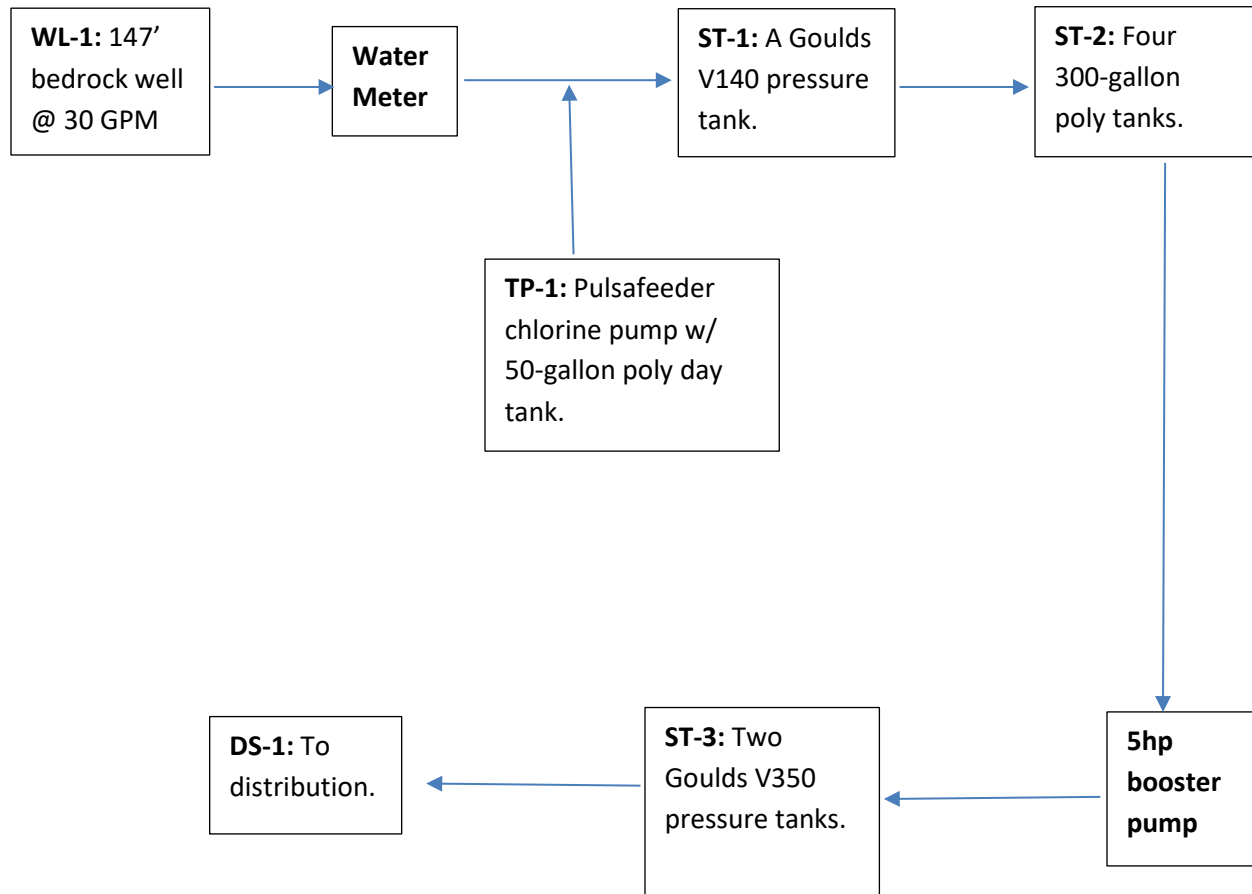 WL-1: 147’
bedrock well
@ 30 GPM
Water
Meter
ST-1: A Goulds
V140 pressure
tank.
ST-2: Four
300-gallon
poly tanks.
TP-1: Pulsafeeder
chlorine pump w/
50-gallon poly day
tank.
DS-1: To
distribution.
ST-3: Two
Goulds V350
pressure tanks.
5hp
booster
pump